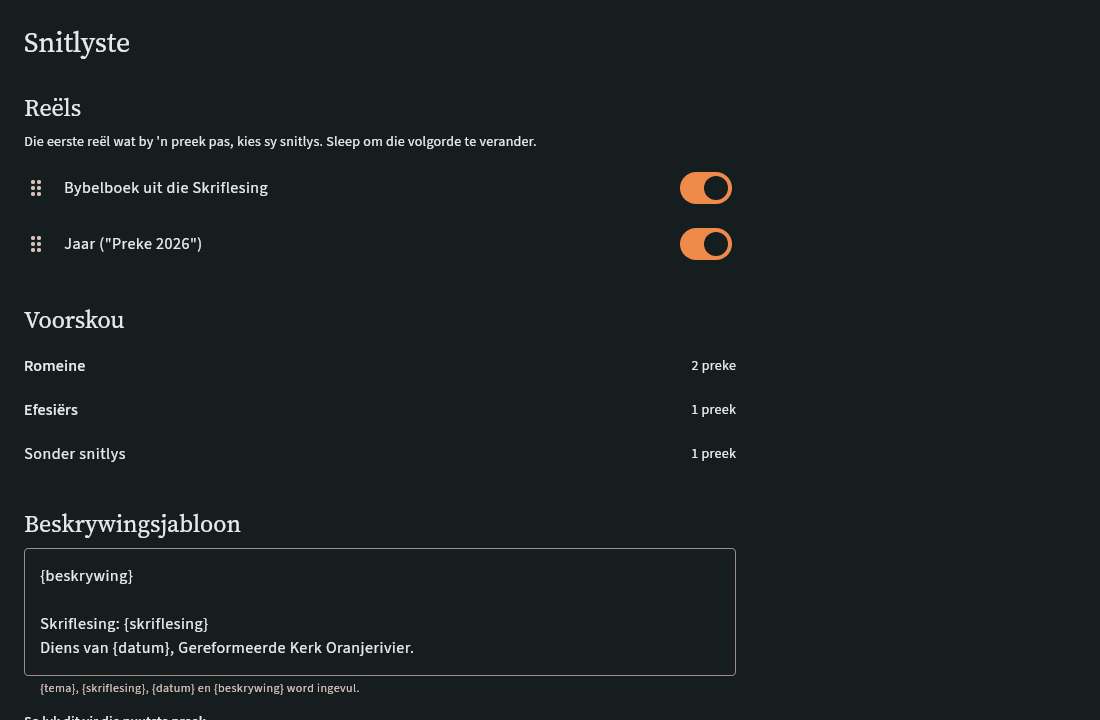 Snitlyste
Reëls
Die eerste reël wat by 'n preek pas, kies sy snitlys. Sleep om die volgorde te verander.
Bybelboek uit die Skriflesing
Jaar ("Preke 2026")
Voorskou
Romeine
2 preke
Efesiërs
1 preek
Sonder snitlys
1 preek
Beskrywingsjabloon
{beskrywing}
Skriflesing: {skriflesing}
Diens van {datum}, Gereformeerde Kerk Oranjerivier.
{tema}, {skriflesing}, {datum} en {beskrywing} word ingevul.